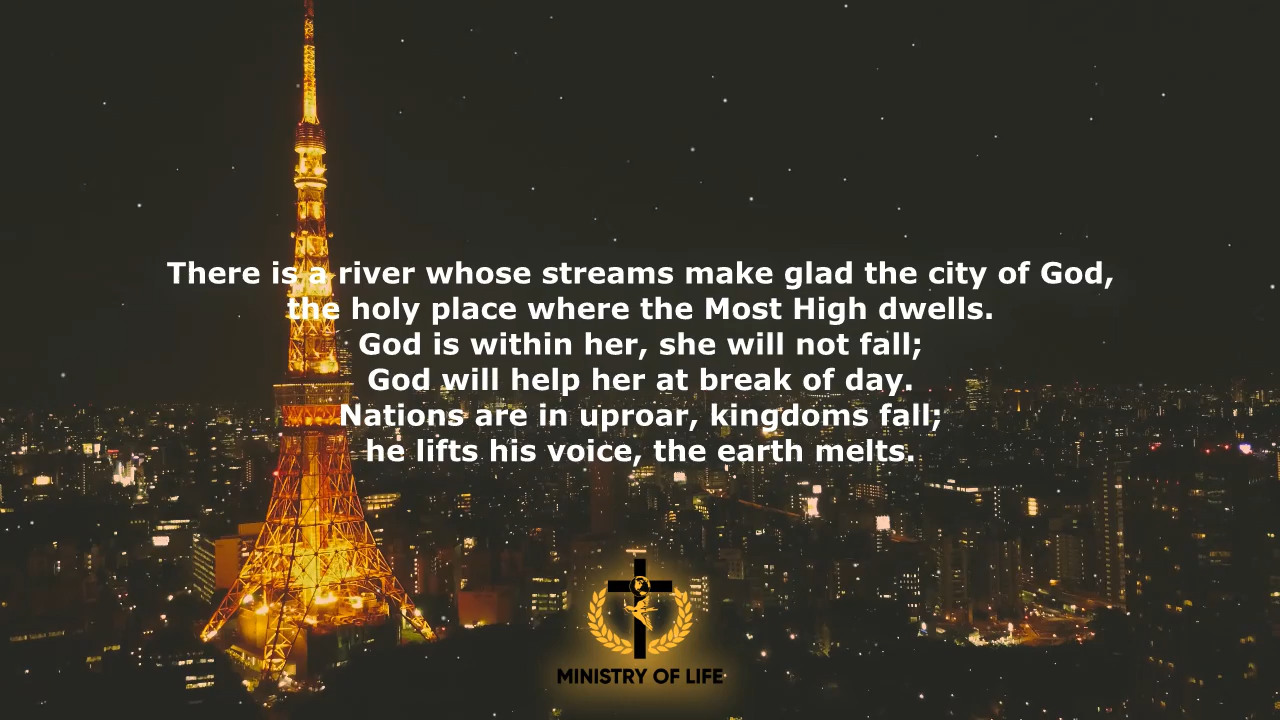 There is a river whose streams make glad the city of God,
the holy place where the Most High dwells.
God is within her, she will not fall;
God will help her at break of day.
Nations are in uproar, kingdoms fall;
he lifts his voice, the earth melts.
MINISTRY OF LIFE